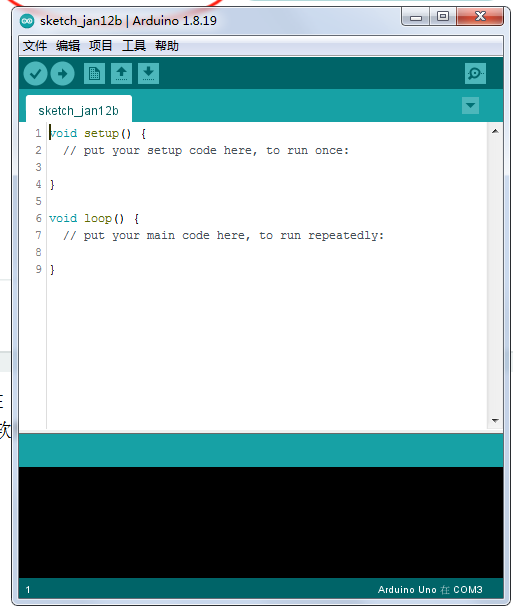 sketch_jan12b | Arduino 1.8.19
文件 编辑 项目 工具 帮助
sketch_jan12b
1 void setup() {
2   // put your setup code here, to run once:
3
4 }
5
6 void loop() {
7   // put your main code here, to run repeatedly:
8
9 }
软
1 Arduino Uno 在 COM3